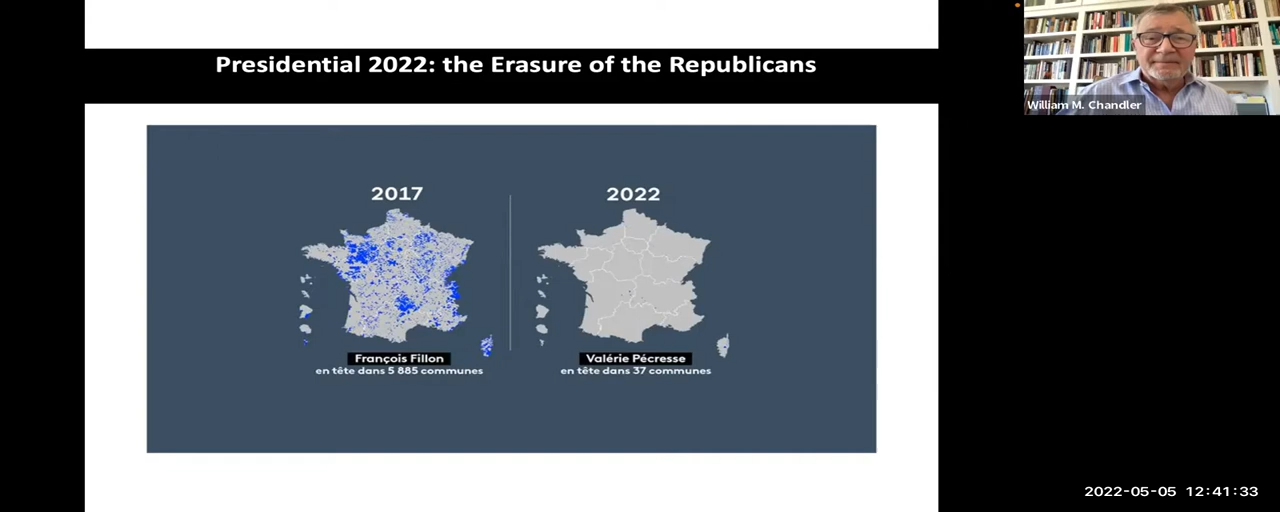 Presidential 2022: the Erasure of the Republicans
William M. Chandler
2017
2022
François Fillon
en tête dans 5 885 communes
Valérie Pécresse
en tête dans 37 communes
2022-05-05 12:41:33